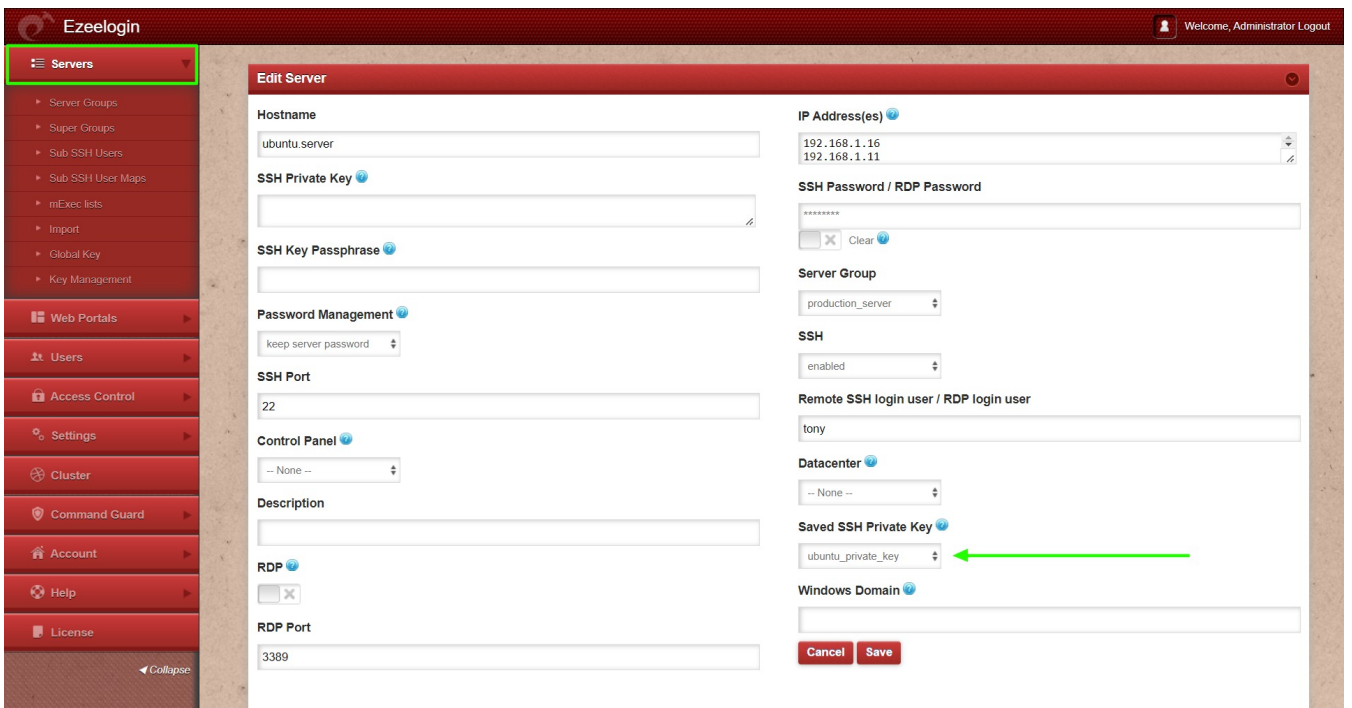 Ezeelogin
Welcome, Administrator Logout
Servers
Server Groups
Super Groups
Sub SSH Users
Sub SSH User Maps
mExec lists
Import
Global Key
Key Management
Web Portals
Users
Access Control
Settings
Cluster
Command Guard
Account
Help
License
Collapse
Edit Server
Hostname
ubuntu.server
SSH Private Key
SSH Key Passphrase
Password Management
keep server password
SSH Port
22
Control Panel
-- None --
Description
RDP
RDP Port
3389
IP Address(es)
192.168.1.16
192.168.1.11
SSH Password / RDP Password
********
Clear
Server Group
production_server
SSH
enabled
Remote SSH login user / RDP login user
tony
Datacenter
-- None --
Saved SSH Private Key
ubuntu_private_key
Windows Domain
Cancel Save